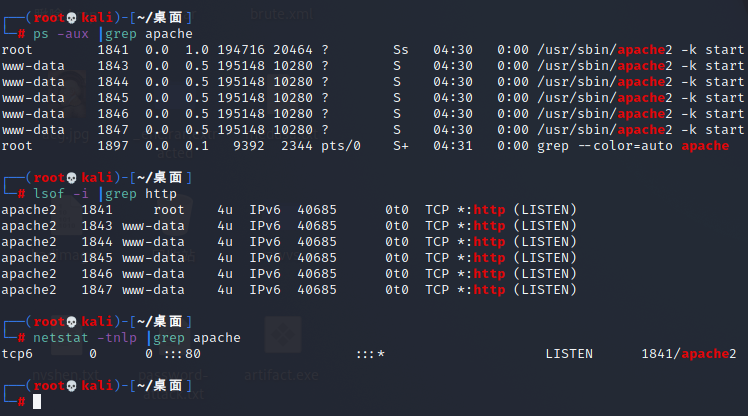 ┌──(root💀kali)-[~/桌面]
└─# ps -aux |grep apache
root 1841 0.0 1.0 194716 20464 ? Ss 04:30 0:00 /usr/sbin/apache2 -k start
www-data 1843 0.0 0.5 195148 10280 ? S 04:30 0:00 /usr/sbin/apache2 -k start
www-data 1844 0.0 0.5 195148 10280 ? S 04:30 0:00 /usr/sbin/apache2 -k start
www-data 1845 0.0 0.5 195148 10280 ? S 04:30 0:00 /usr/sbin/apache2 -k start
www-data 1846 0.0 0.5 195148 10280 ? S 04:30 0:00 /usr/sbin/apache2 -k start
www-data 1847 0.0 0.5 195148 10280 ? S 04:30 0:00 /usr/sbin/apache2 -k start
root 1897 0.0 0.1 9392 2344 pts/0 S+ 04:31 0:00 grep --color=auto apache
┌──(root💀kali)-[~/桌面]
└─# lsof -i |grep http
apache2 1841 root 4u IPv6 40685 0t0 TCP *:http (LISTEN)
apache2 1843 www-data 4u IPv6 40685 0t0 TCP *:http (LISTEN)
apache2 1844 www-data 4u IPv6 40685 0t0 TCP *:http (LISTEN)
apache2 1845 www-data 4u IPv6 40685 0t0 TCP *:http (LISTEN)
apache2 1846 www-data 4u IPv6 40685 0t0 TCP *:http (LISTEN)
apache2 1847 www-data 4u IPv6 40685 0t0 TCP *:http (LISTEN)
┌──(root💀kali)-[~/桌面]
└─# netstat -tnlp |grep apache
tcp6 0 0 :::80 :::* LISTEN 1841/apache2
┌──(root💀kali)-[~/桌面]
└─#
brute.xml
artifact.exe
password-
attack.txt